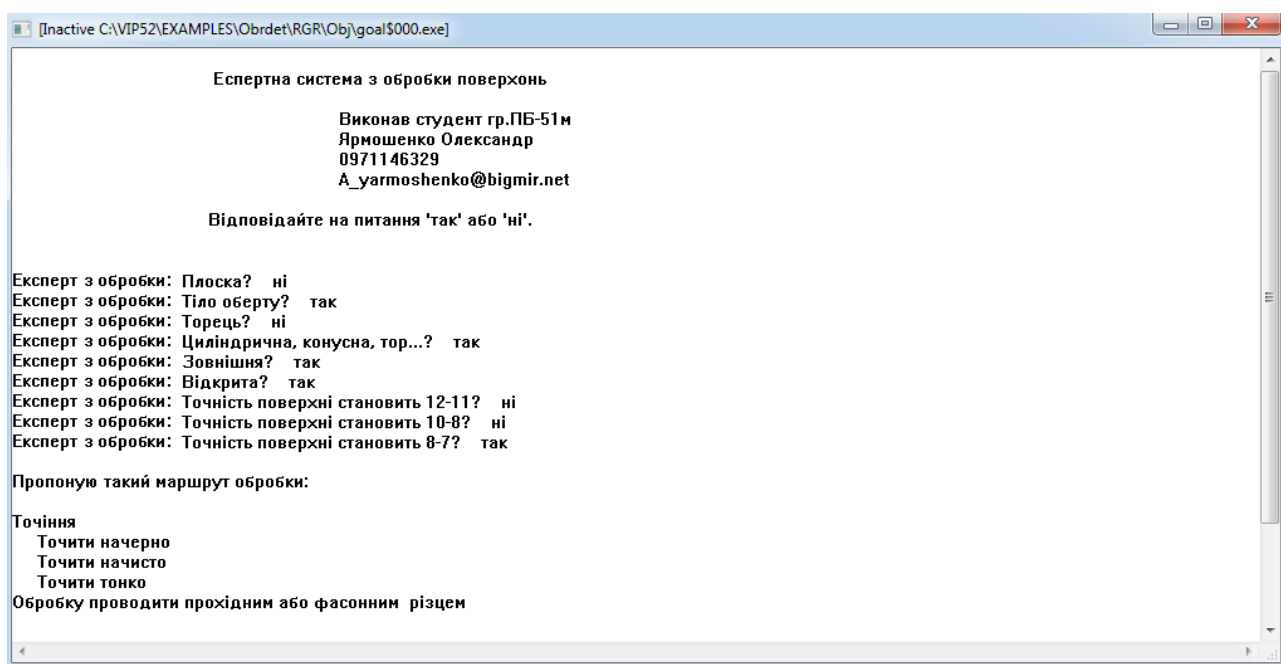 [Inactive C:\VIP52\EXAMPLES\Obrdet\RGR\Obj\goal$000.exe]
Еспертна система з обробки поверхонь
Виконав студент гр.ПБ-51м
Ярмошенко Олександр
0971146329
A_yarmoshenko@bigmir.net
Відповідайте на питання 'так' або 'ні'.
Експерт з обробки: Плоска? ні
Експерт з обробки: Тіло оберту? так
Експерт з обробки: Торець? ні
Експерт з обробки: Циліндрична, конусна, тор...? так
Експерт з обробки: Зовнішня? так
Експерт з обробки: Відкрита? так
Експерт з обробки: Точність поверхні становить 12-11? ні
Експерт з обробки: Точність поверхні становить 10-8? ні
Експерт з обробки: Точність поверхні становить 8-7? так
Пропоную такий маршрут обробки:
Точіння
Точити начерно
Точити начисто
Точити тонко
Обробку проводити прохідним або фасонним різцем